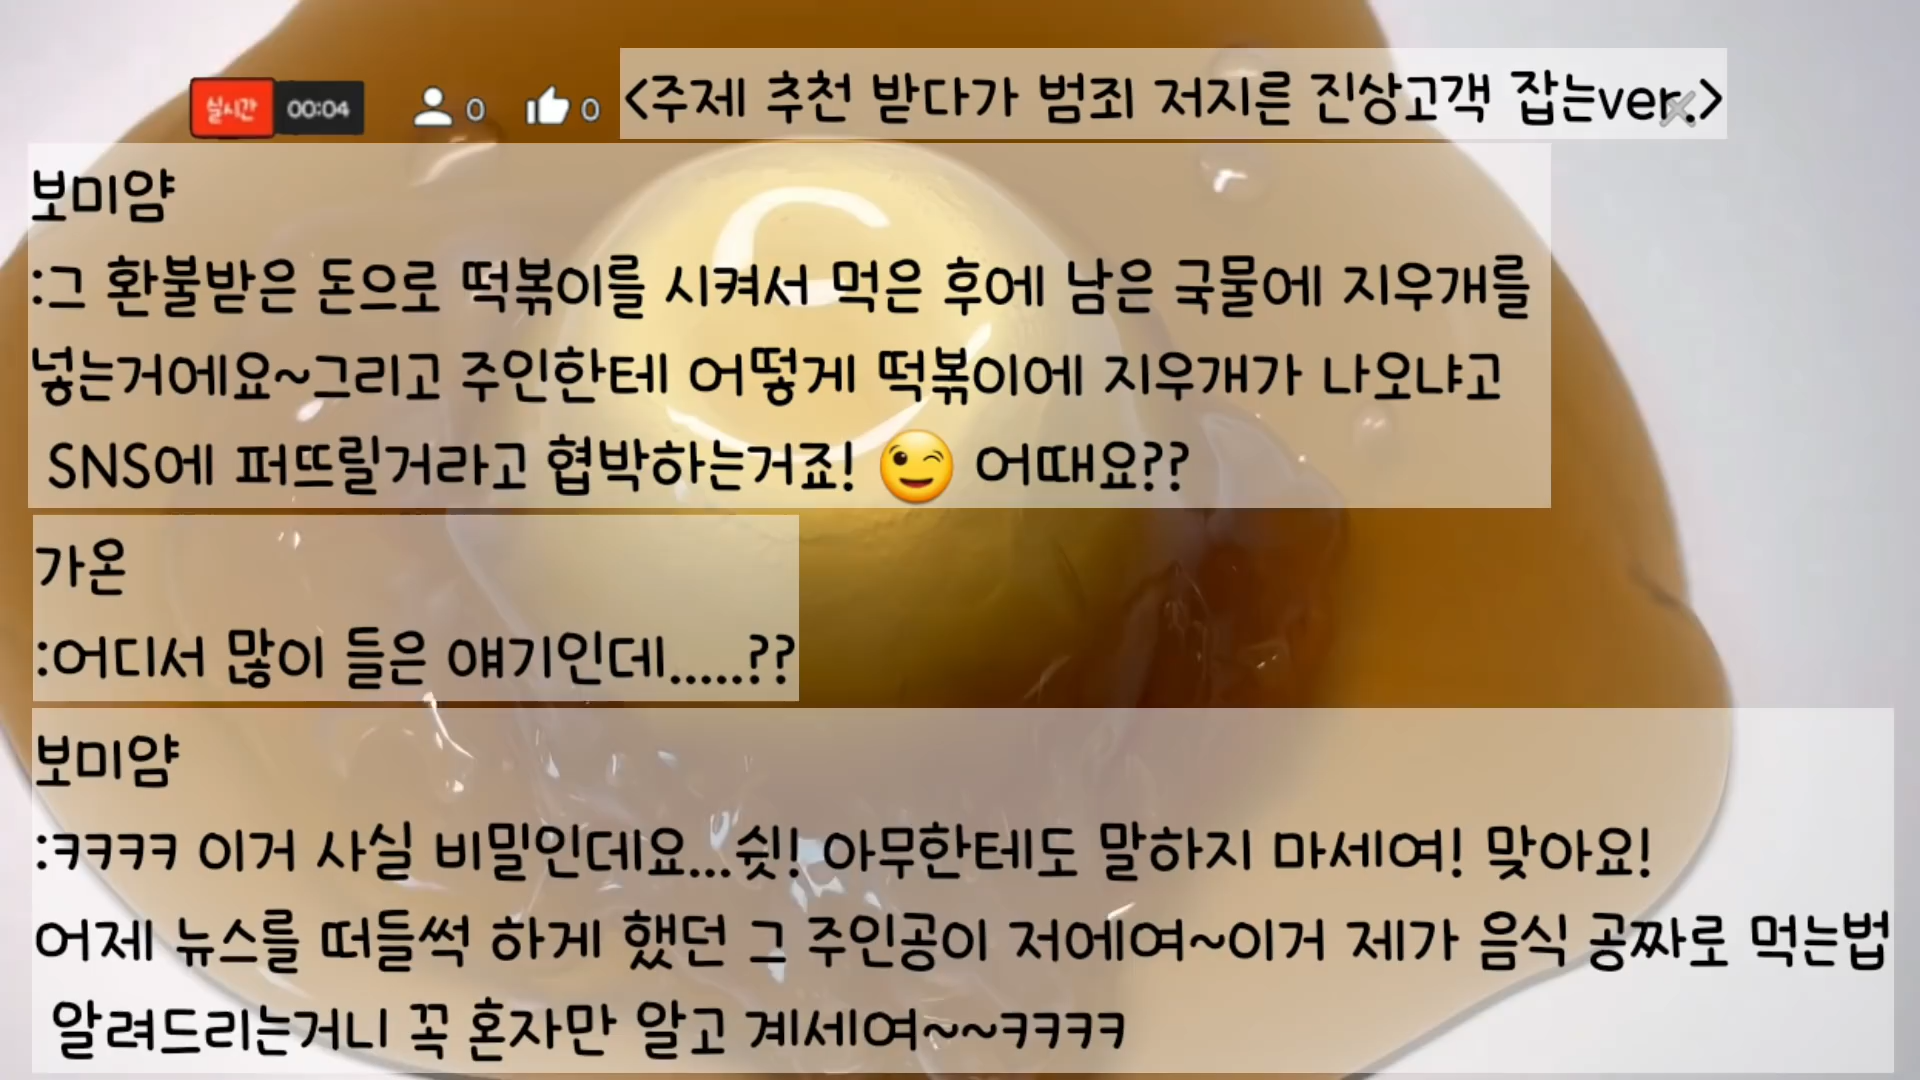 실시간 00:04 0 0 <주제 추천 받다가 범죄 저지른 진상고객 잡는ver.>
보미얌
:그 환불받은 돈으로 떡볶이를 시켜서 먹은 후에 남은 국물에 지우개를
넣는거에요~그리고 주인한테 어떻게 떡볶이에 지우개가 나오냐고
SNS에 퍼뜨릴거라고 협박하는거죠! 😉 어때요??
가온
:어디서 많이 들은 얘기인데.....??
보미얌
:ㅋㅋㅋㅋ 이거 사실 비밀인데요...쉿! 아무한테도 말하지 마세여! 맞아요!
어제 뉴스를 떠들썩 하게 했던 그 주인공이 저에여~이거 제가 음식 공짜로 먹는법
알려드리는거니 꼭 혼자만 알고 계세여~~ㅋㅋㅋㅋ